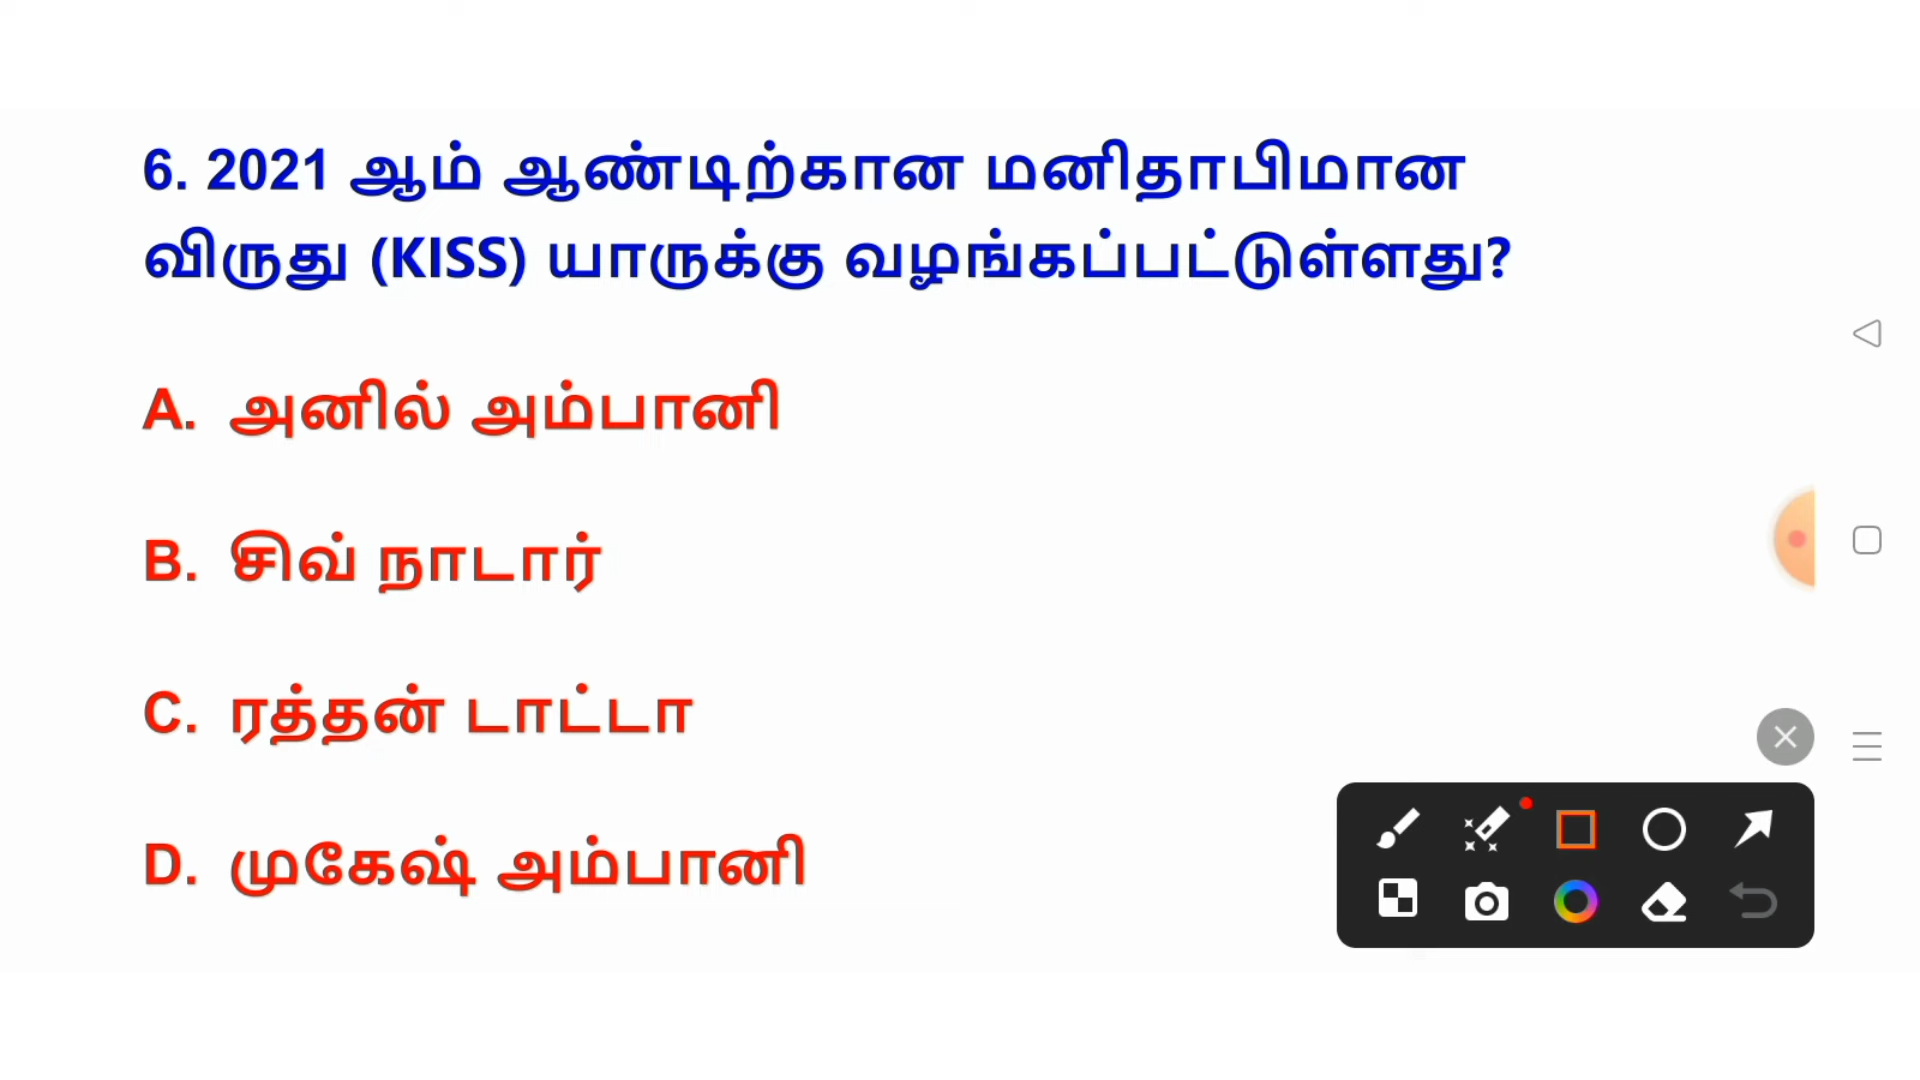 6. 2021 ஆம் ஆண்டிற்கான மனிதாபிமான
விருது (KISS) யாருக்கு வழங்கப்பட்டுள்ளது?
A. அனில் அம்பானி
B. சிவ் நாடார்
C. ரத்தன் டாட்டா
D. முகேஷ் அம்பானி